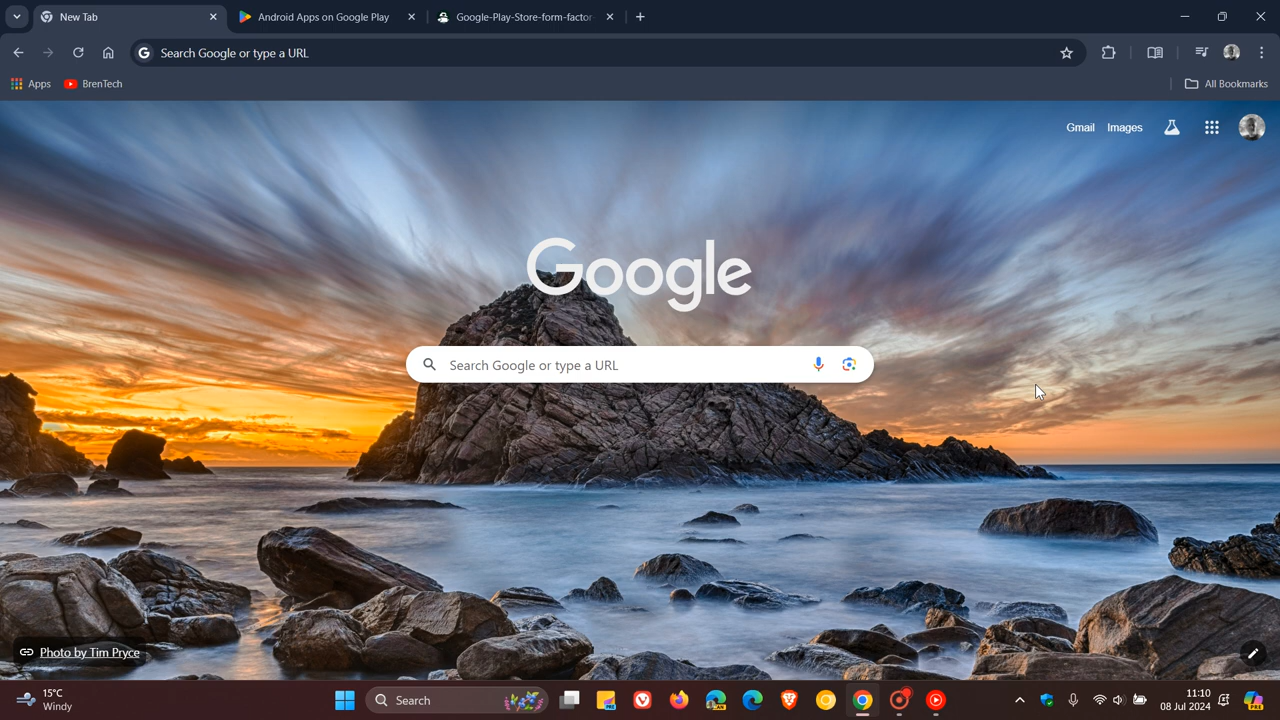 New Tab
Android Apps on Google Play
Google-Play-Store-form-factor
Search Google or type a URL
Apps
BrenTech
All Bookmarks
Gmail
Images
Google
Search Google or type a URL
Photo by Tim Pryce
15°C
Windy
Search
11:10
08 Jul 2024